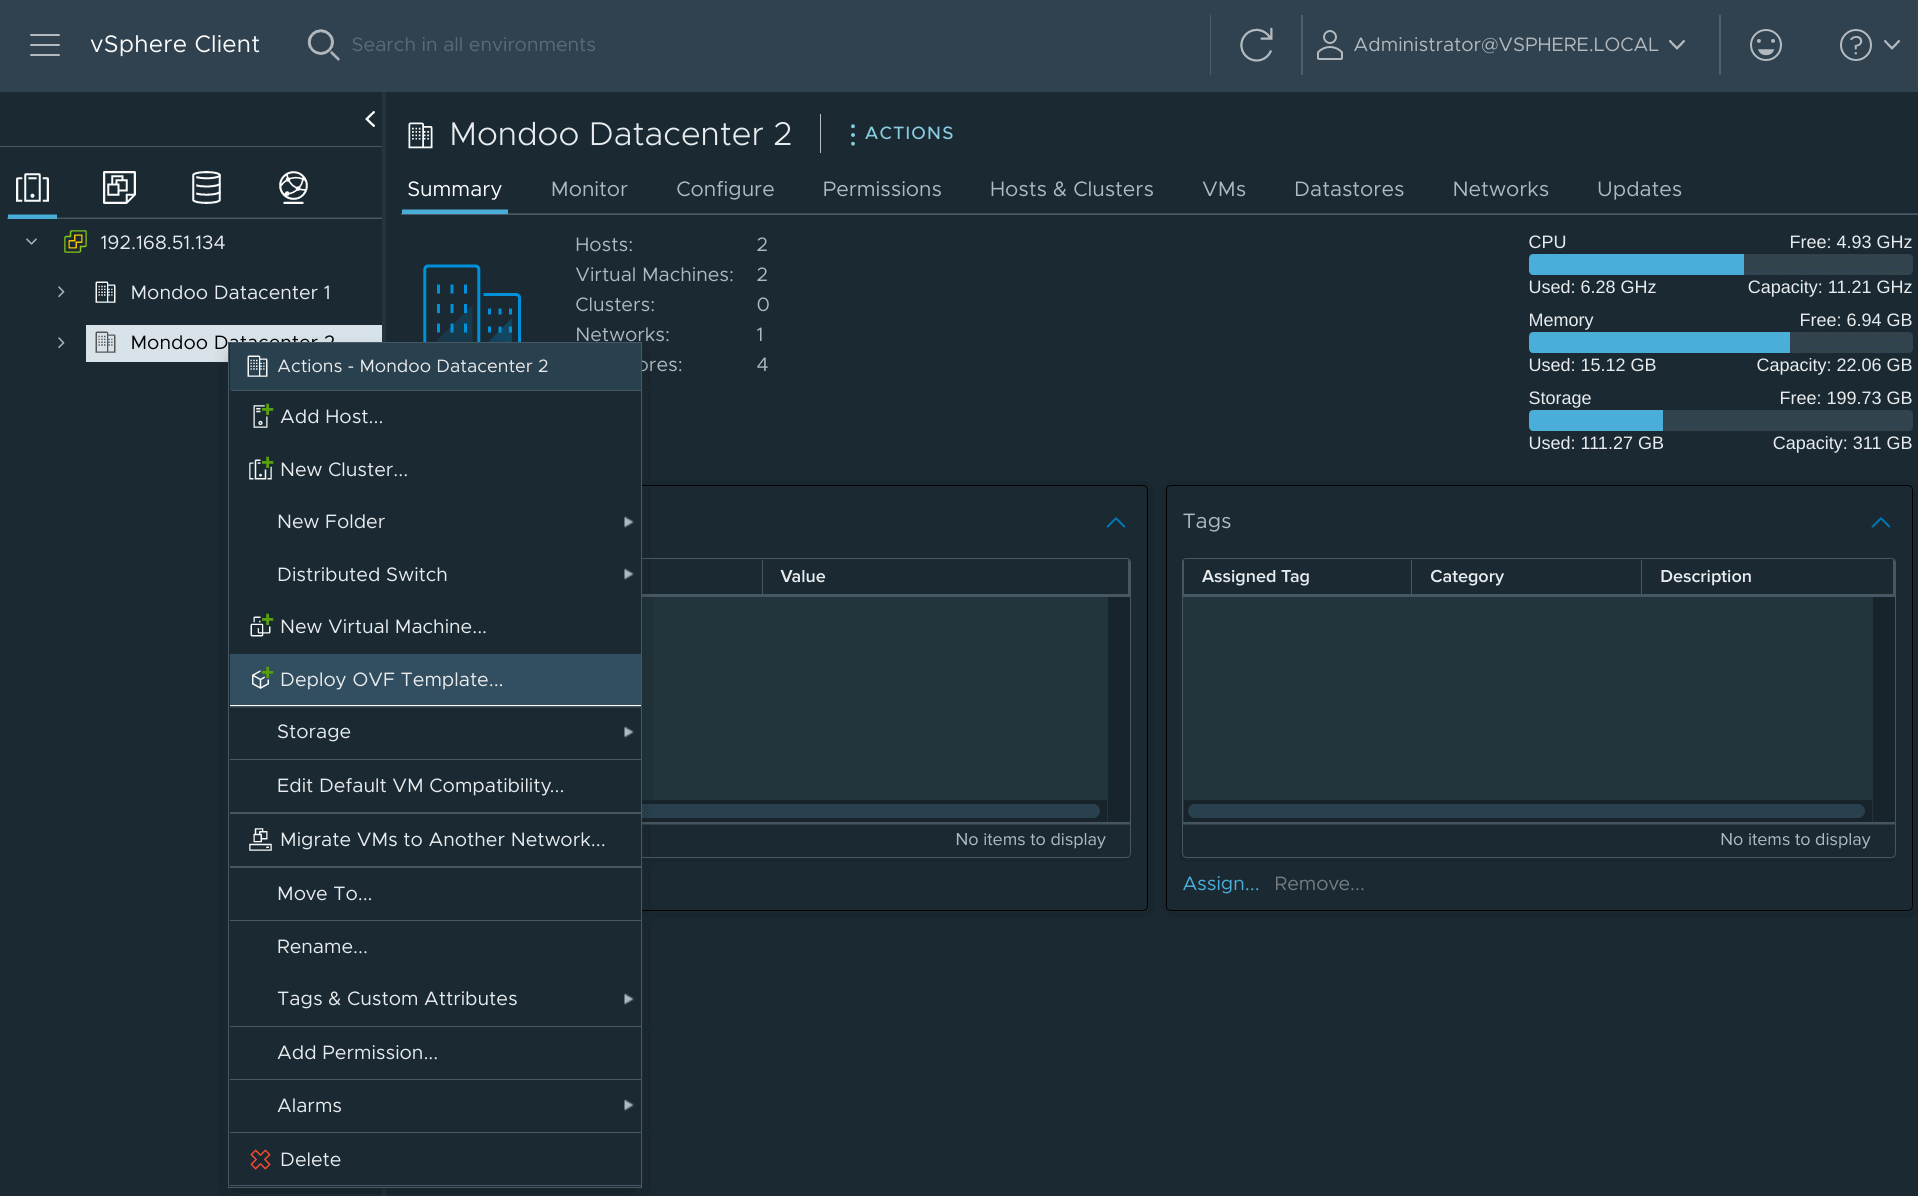 vSphere Client
Search in all environments
Administrator@VSPHERE.LOCAL
192.168.51.134
Mondoo Datacenter 1
Mondoo Datacenter 2
Mondoo Datacenter 2
ACTIONS
Summary Monitor Configure Permissions Hosts & Clusters VMs Datastores Networks Updates
Hosts: 2
Virtual Machines: 2
Clusters: 0
Networks: 1
ores: 4
CPU Free: 4.93 GHz
Used: 6.28 GHz Capacity: 11.21 GHz
Memory Free: 6.94 GB
Used: 15.12 GB Capacity: 22.06 GB
Storage Free: 199.73 GB
Used: 111.27 GB Capacity: 311 GB
Actions - Mondoo Datacenter 2
Add Host...
New Cluster...
New Folder
Distributed Switch
New Virtual Machine...
Deploy OVF Template...
Storage
Edit Default VM Compatibility...
Migrate VMs to Another Network...
Move To...
Rename...
Tags & Custom Attributes
Add Permission...
Alarms
Delete
Value
No items to display
Tags
Assigned Tag Category Description
No items to display
Assign... Remove...